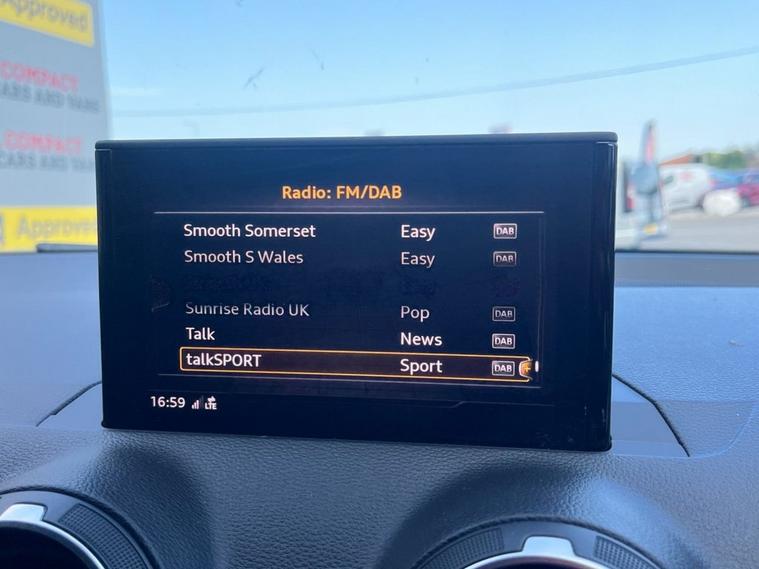 Approved
COMPACT
CARS AND VANS
COMPACT
CARS AND VANS
Approved
Radio: FM/DAB
Smooth Somerset Easy DAB
Smooth S Wales Easy DAB
Sunrise Radio UK Pop DAB
Talk News DAB
talkSPORT Sport DAB
16:59 LTE